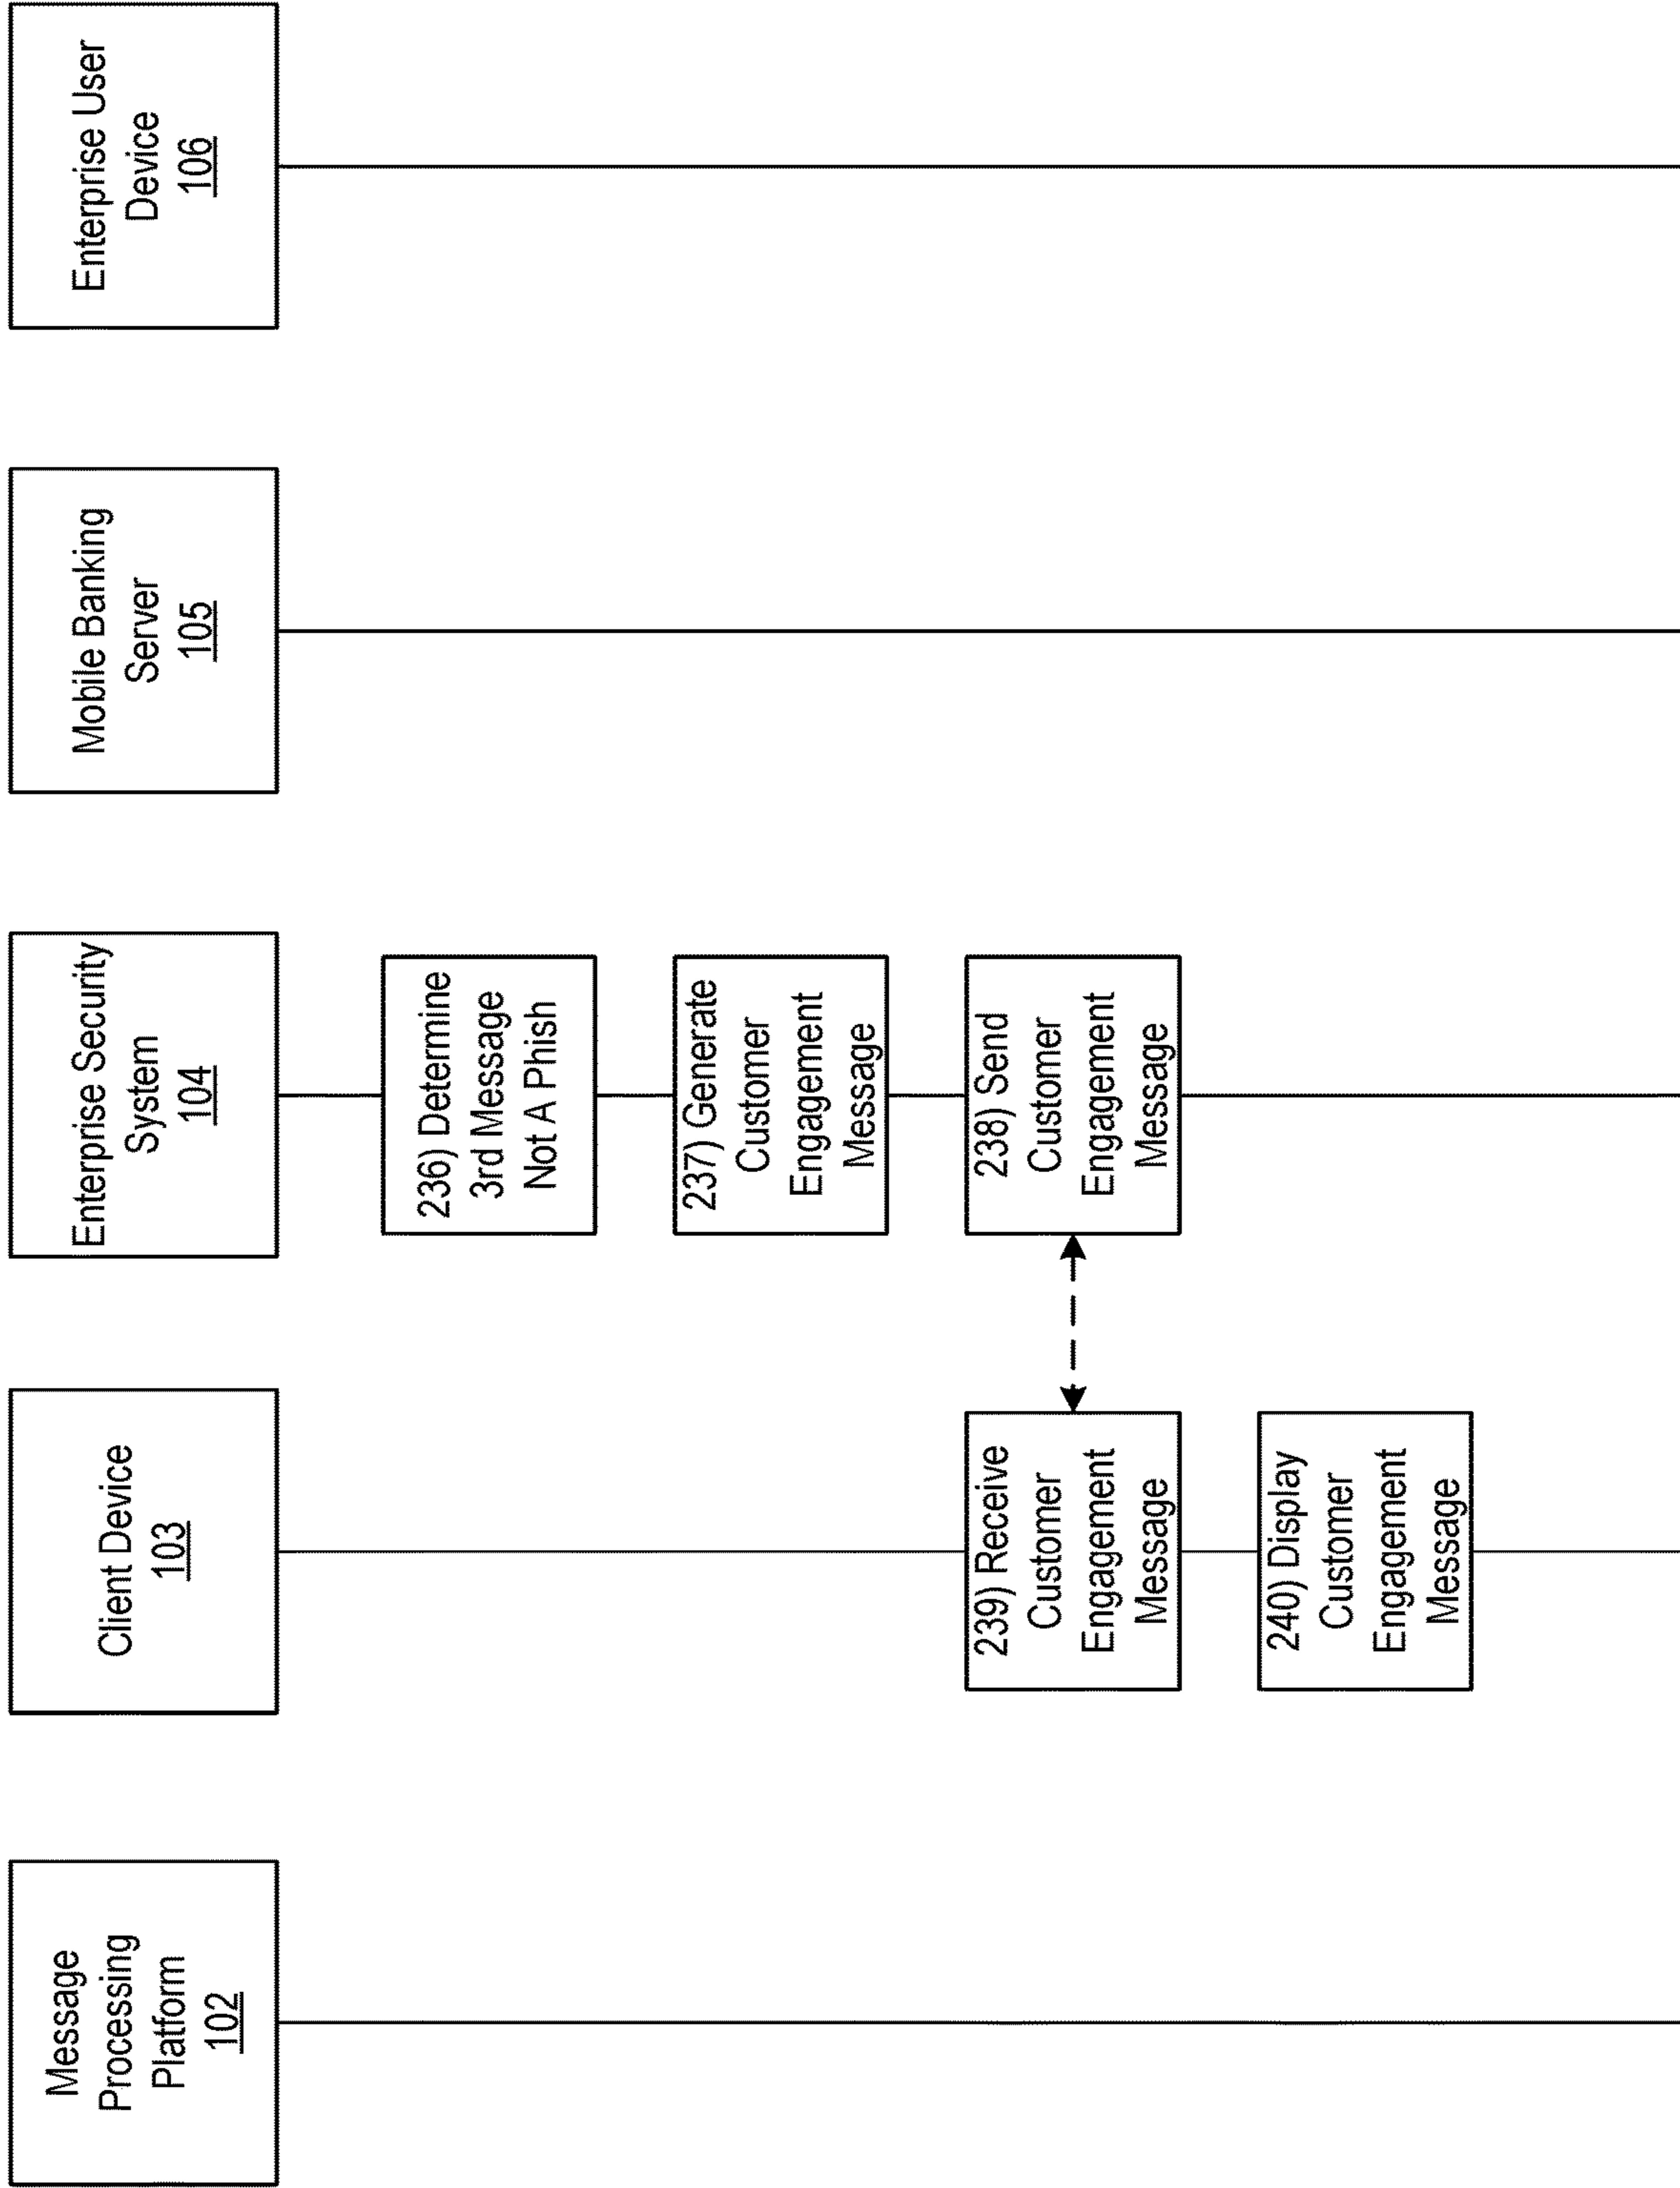 Message
Processing
Platform
102
Client Device
103
Enterprise Security
System
104
Mobile Banking
Server
105
Enterprise User
Device
106
236) Determine
3rd Message
Not A Phish
237) Generate
Customer
Engagement
Message
239) Receive
Customer
Engagement
Message
238) Send
Customer
Engagement
Message
240) Display
Customer
Engagement
Message